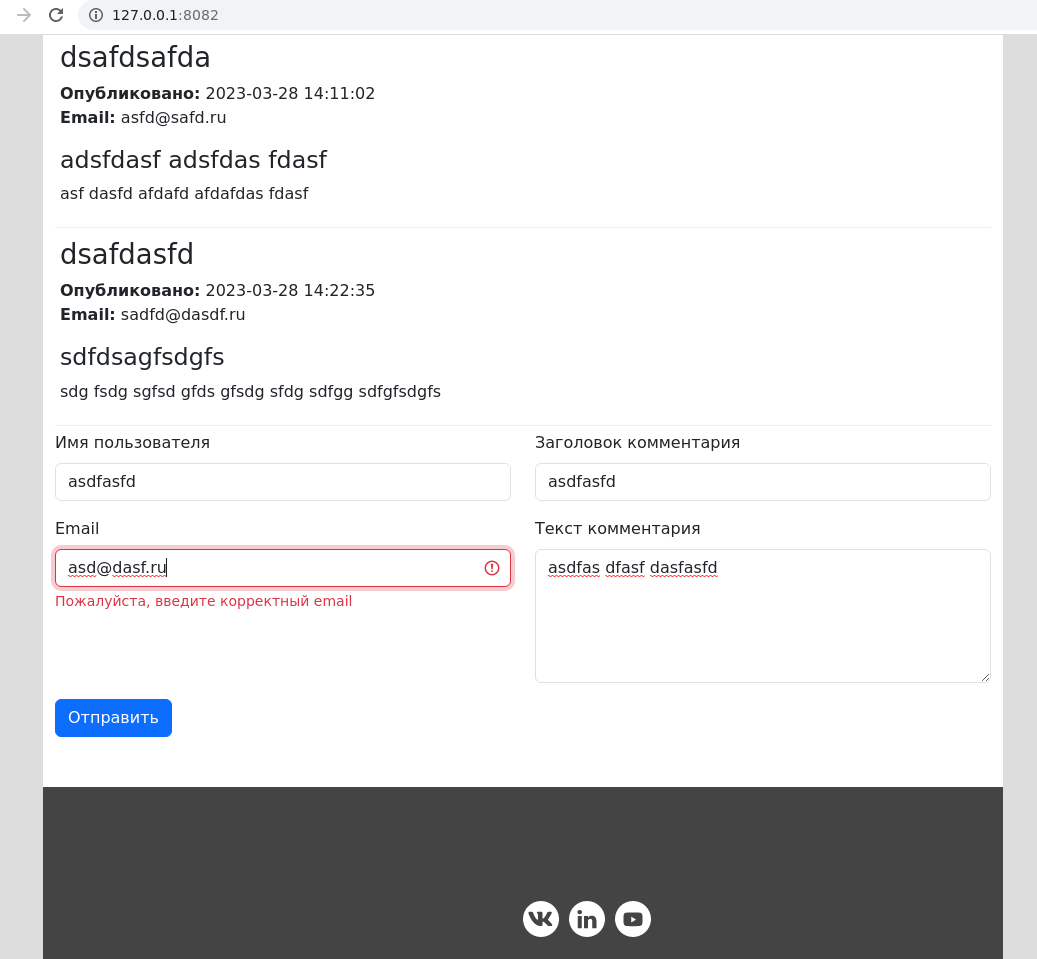 127.0.0.1:8082
dsafdsafda
Опубликовано: 2023-03-28 14:11:02
Email: asfd@safd.ru
adsfdasf adsfdas fdasf
asf dasfd afdafd afdafdas fdasf
dsafdasfd
Опубликовано: 2023-03-28 14:22:35
Email: sadfd@dasdf.ru
sdfdsagfsdgfs
sdg fsdg sgfsd gfds gfsdg sfdg sdfgg sdfgfsdgfs
Имя пользователя
asdfasfd
Заголовок комментария
asdfasfd
Email
asd@dasf.ru
Пожалуйста, введите корректный email
Текст комментария
asdfas dfasf dasfasfd
Отправить
in